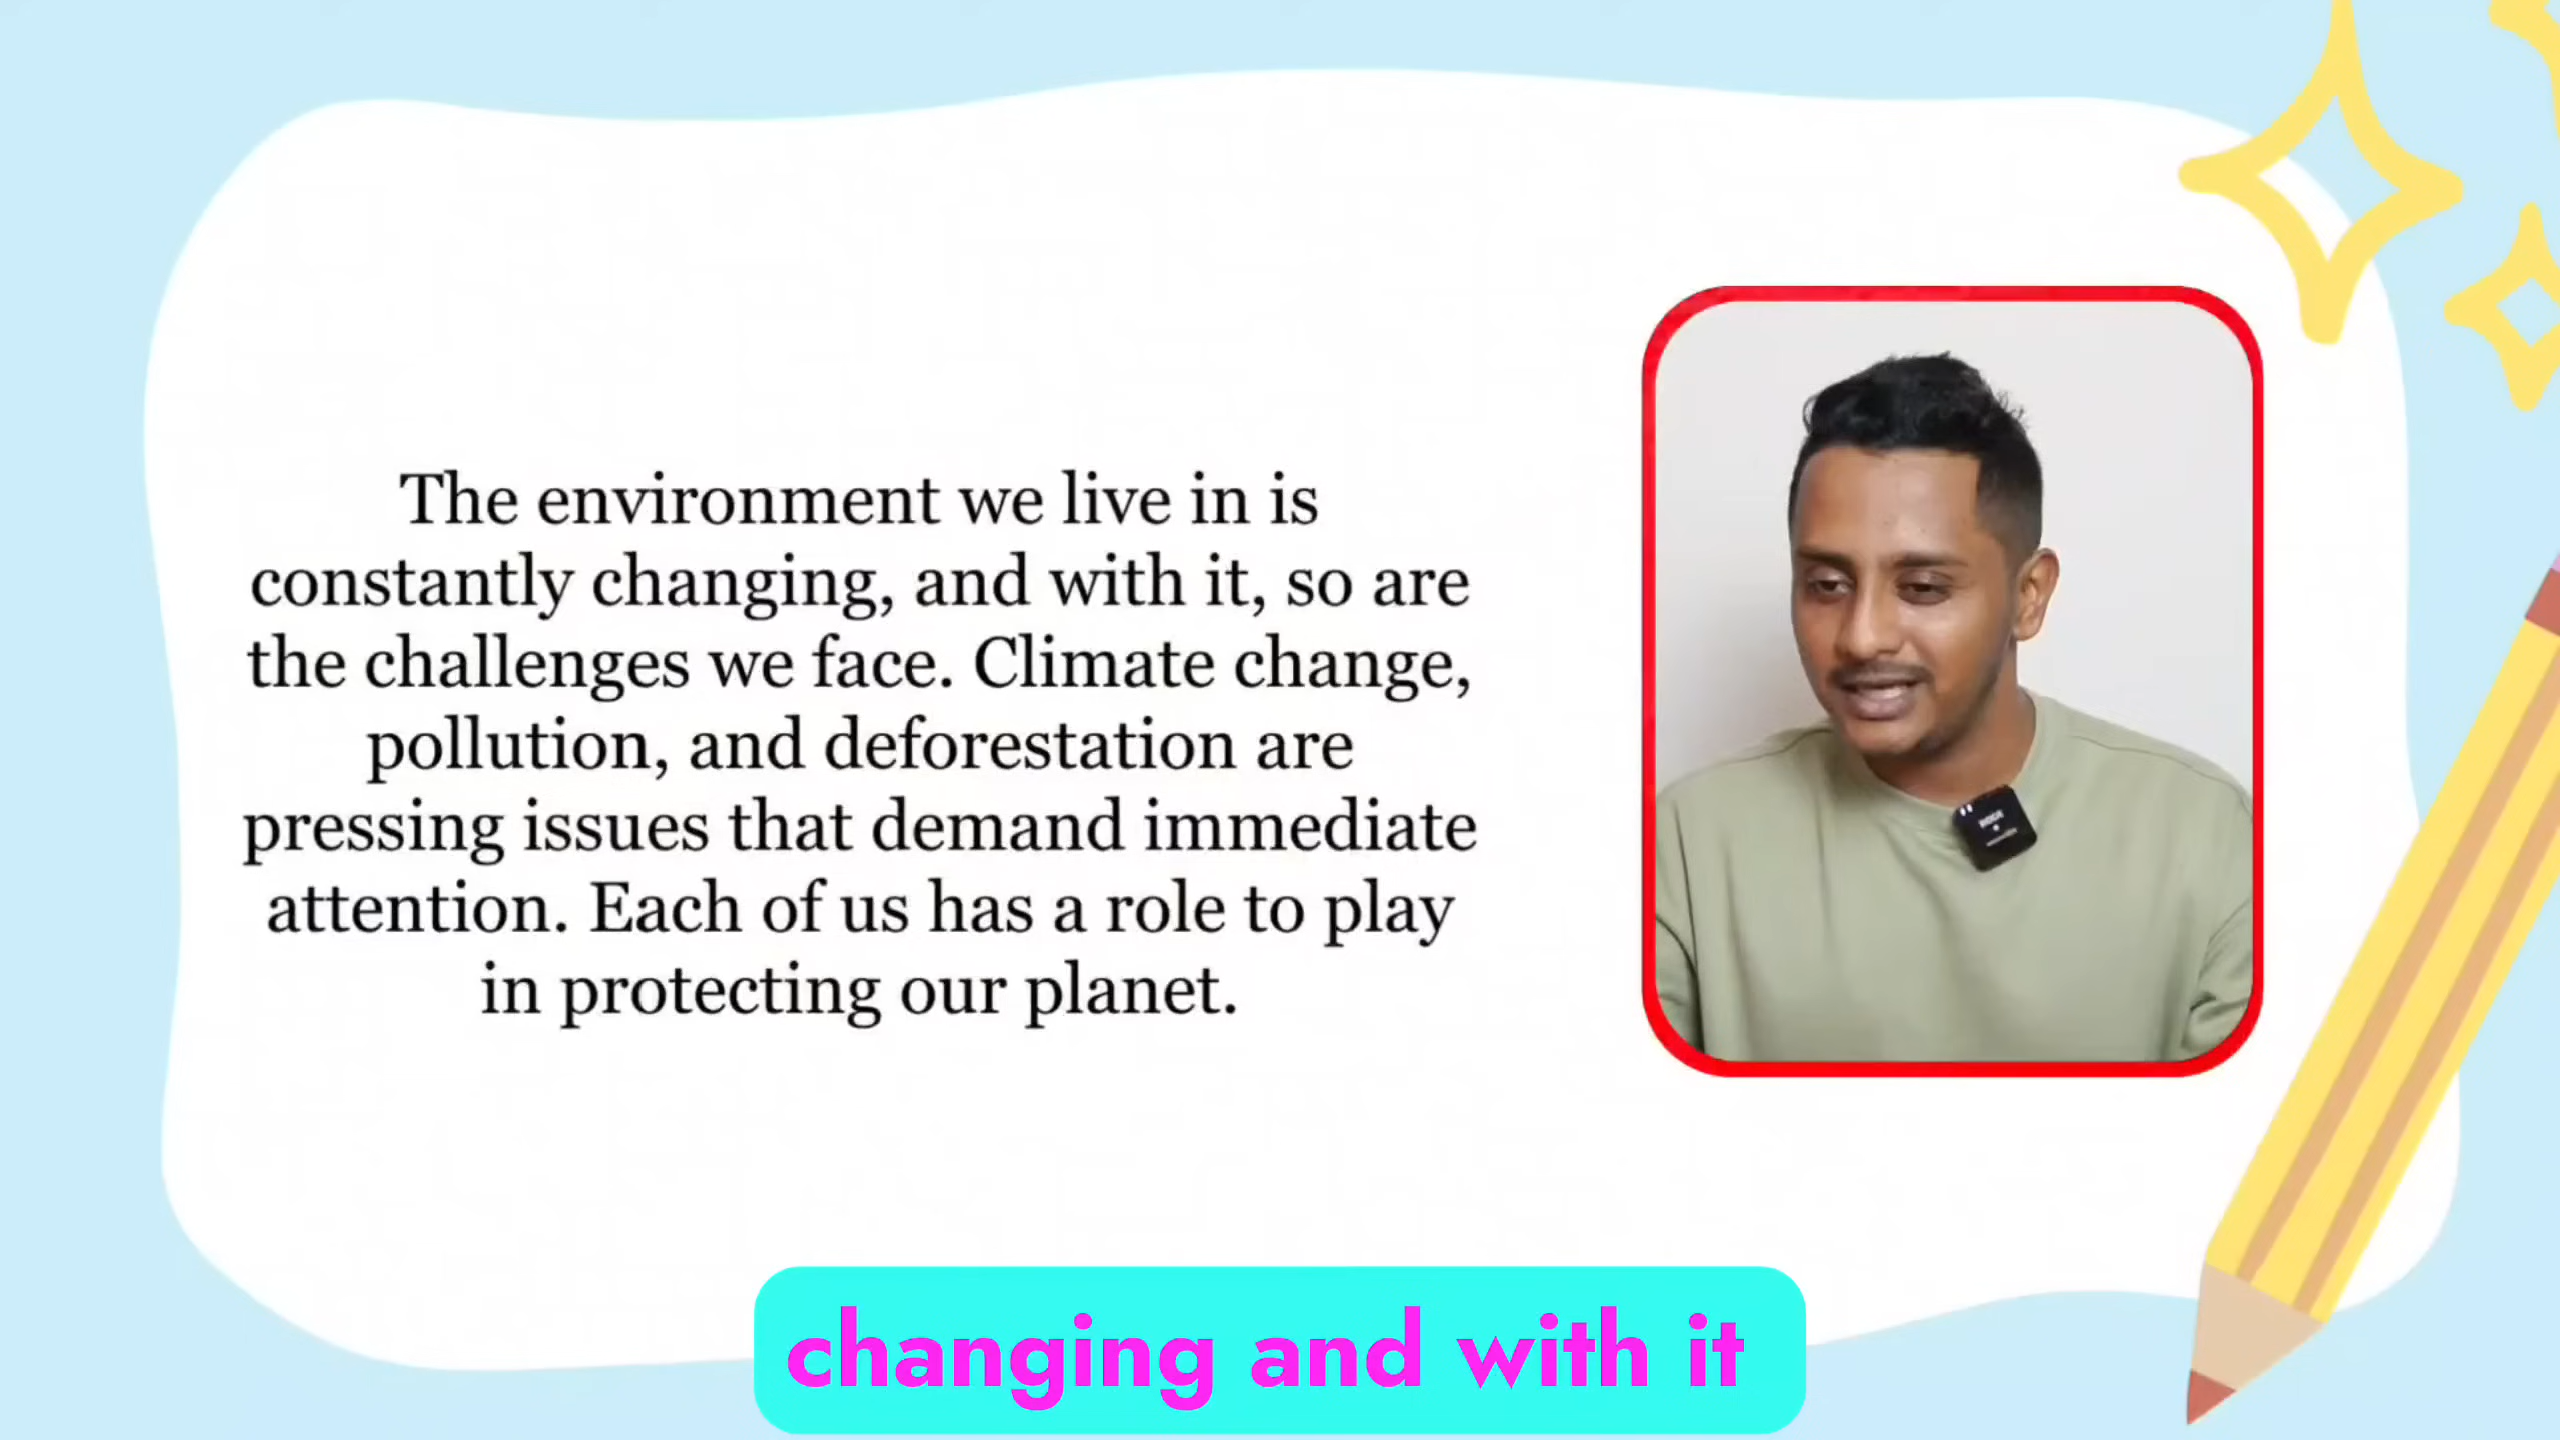 The environment we live in is
constantly changing, and with it, so are
the challenges we face. Climate change,
pollution, and deforestation are
pressing issues that demand immediate
attention. Each of us has a role to play
in protecting our planet.
changing and with it